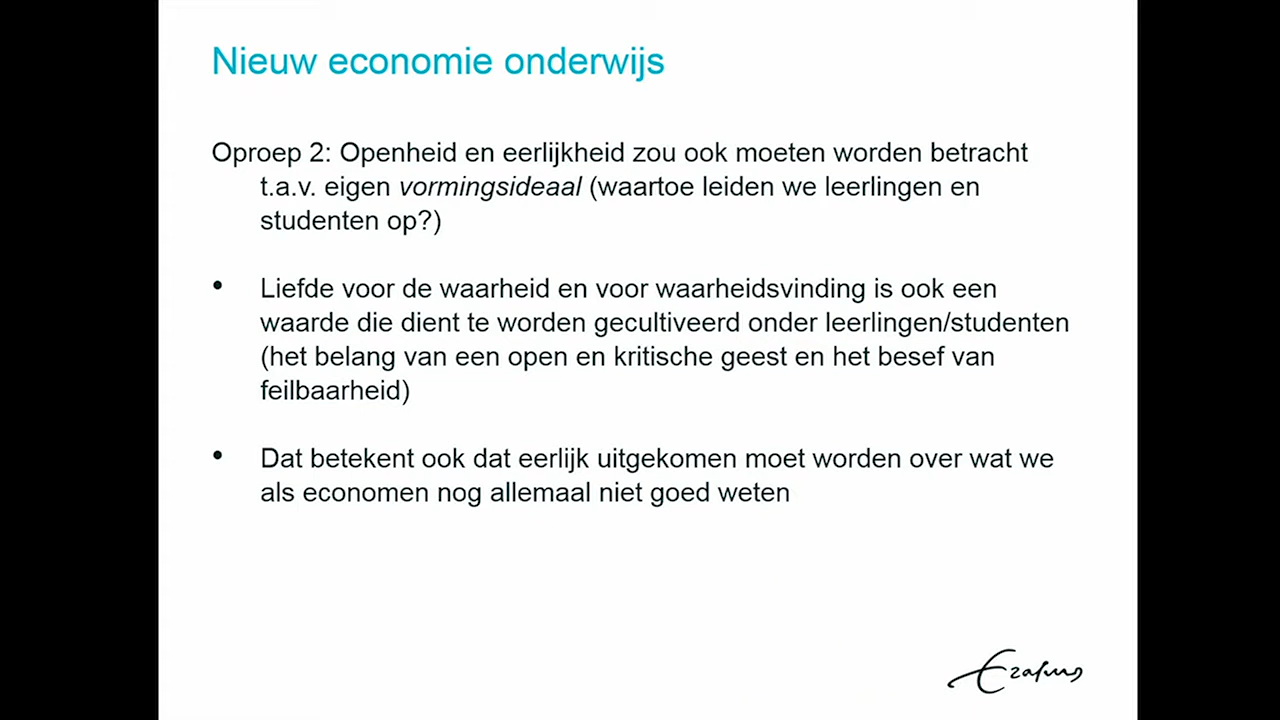 Nieuw economie onderwijs
Oproep 2: Openheid en eerlijkheid zou ook moeten worden betracht
t.a.v. eigen vormingsideaal (waartoe leiden we leerlingen en
studenten op?)
• Liefde voor de waarheid en voor waarheidsvinding is ook een
waarde die dient te worden gecultiveerd onder leerlingen/studenten
(het belang van een open en kritische geest en het besef van
feilbaarheid)
• Dat betekent ook dat eerlijk uitgekomen moet worden over wat we
als economen nog allemaal niet goed weten
Erasmus